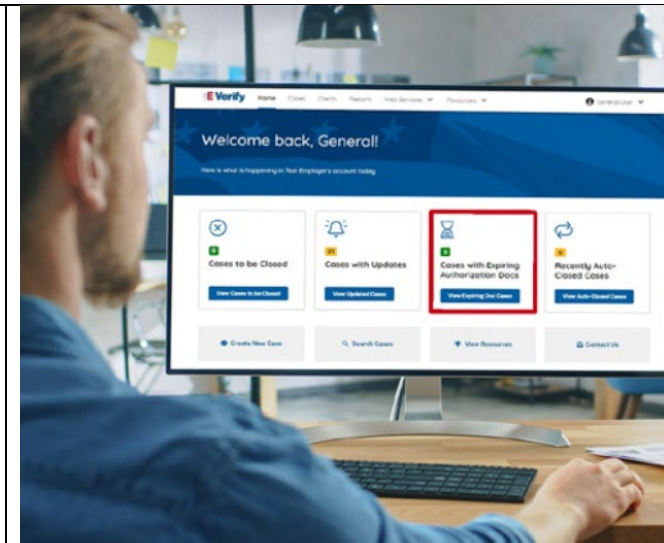 E Verify Home Cases Clients Reports Web Services Resources General User
Welcome back, General!
Here is what is happening in Test Employer's account today
Cases to be Closed
View Cases to be Closed
21
Cases with Updates
View Updated Cases
Cases with Expiring
Authorization Docs
View Expiring Doc Cases
Recently Auto-
Closed Cases
View Auto-Closed Cases
Create New Case
Search Cases
View Resources
Contact Us